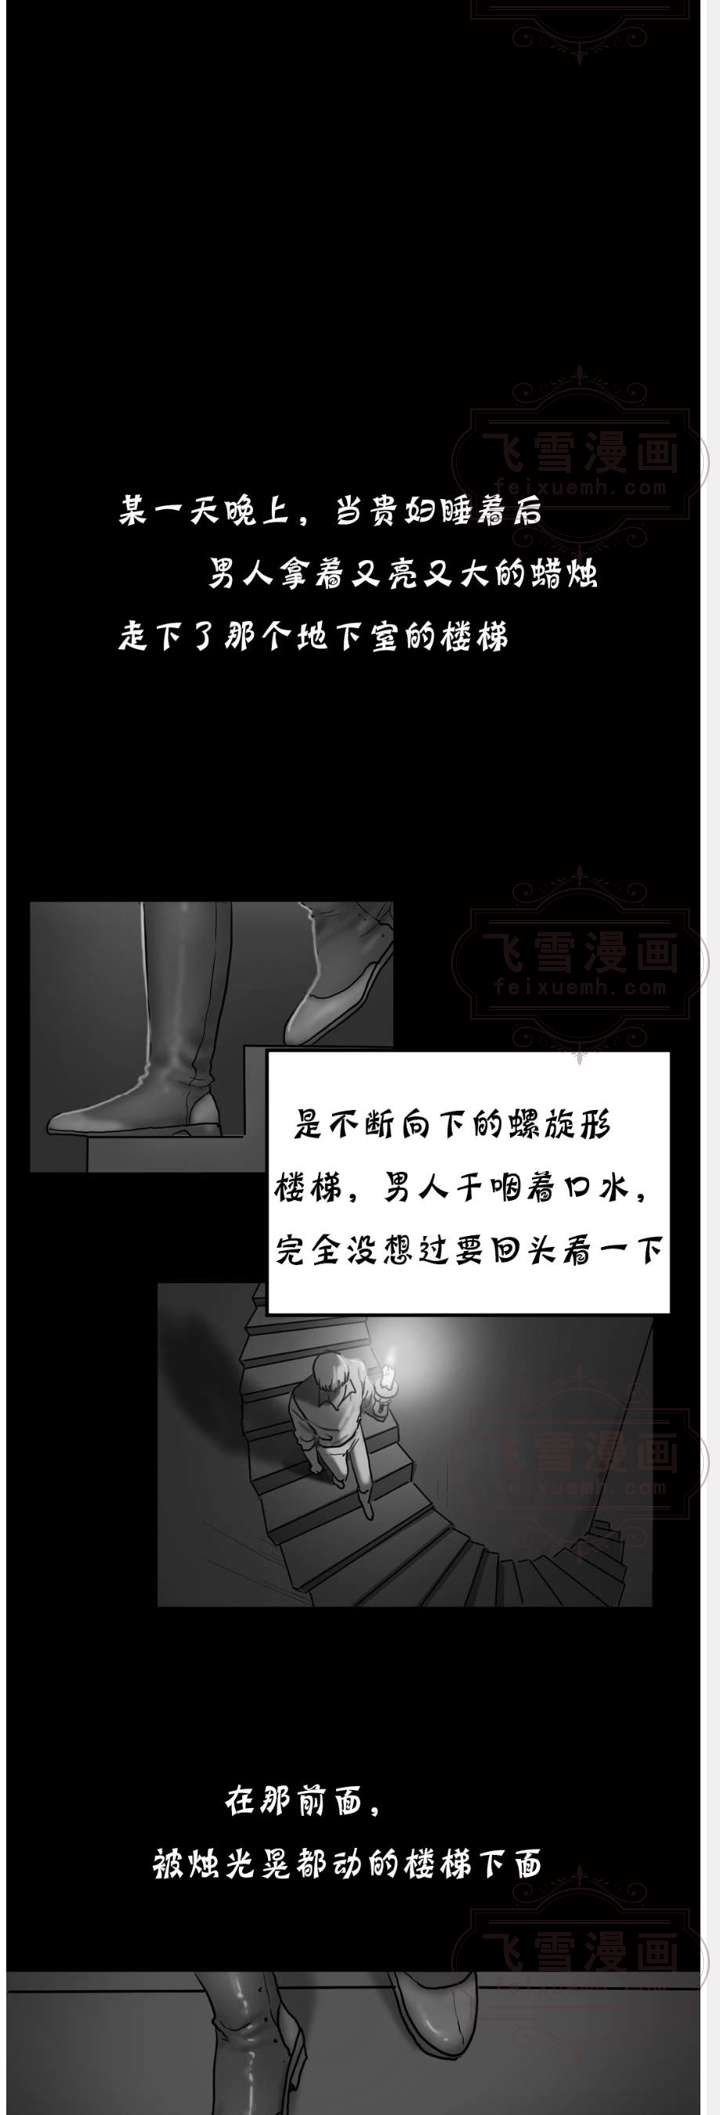 飞雪漫画
feixuemh.com
某一天晚上，当贵妇睡着后
男人拿着又亮又大的蜡烛
走下了那个地下室的楼梯
飞雪漫画
feixuemh.com
是不断向下的螺旋形
楼梯，男人干咽着口水，
完全没想过要回头看一下
飞雪漫画
feixuemh.com
在那前面，
被烛光晃都动的楼梯下面
飞雪漫画
feixuemh.com